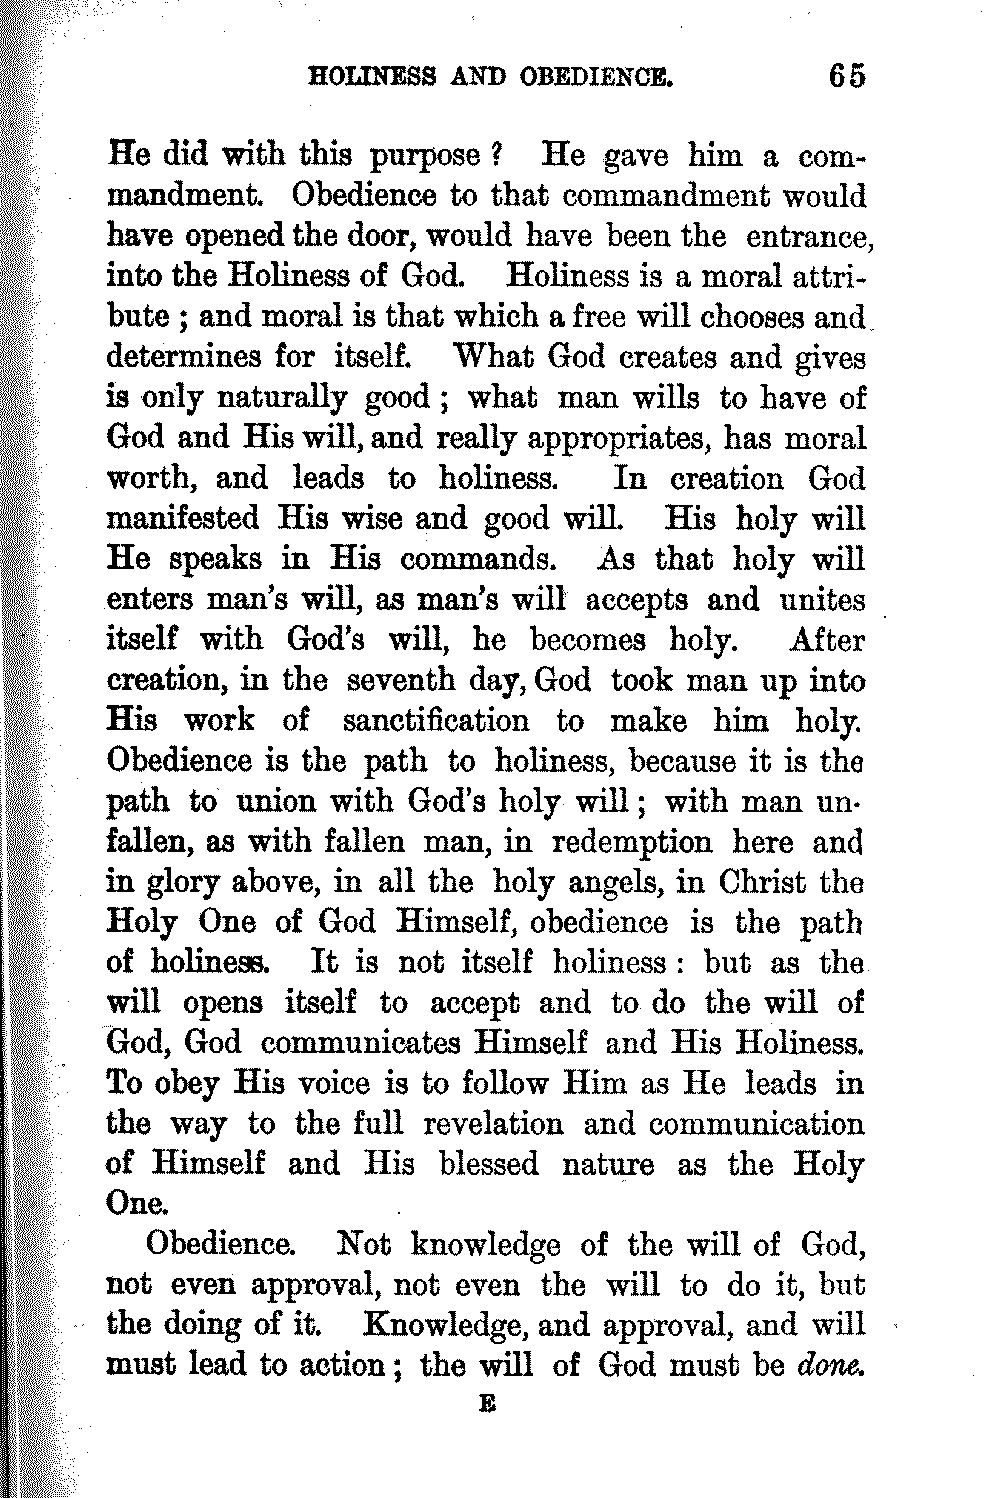 HOLINESS AND OBEDIENCE. 65
He did with this purpose ? He gave him a com-
mandment. Obedience to that commandment would
have opened the door, would have been the entrance,
into the Holiness of God. Holiness is a moral attri-
bute ; and moral is that which a free will chooses and
determines for itself. What God creates and gives
is only naturally good ; what man wills to have of
God and His will, and really appropriates, has moral
worth, and leads to holiness. In creation God
manifested His wise and good will. His holy will
He speaks in His commands. As that holy will
enters man's will, as man's will accepts and unites
itself with God's will, he becomes holy. After
creation, in the seventh day, God took man up into
His work of sanctification to make him holy.
Obedience is the path to holiness, because it is the
path to union with God's holy will ; with man un-
fallen, as with fallen man, in redemption here and
in glory above, in all the holy angels, in Christ the
Holy One of God Himself, obedience is the path
of holiness. It is not itself holiness : but as the
will opens itself to accept and to do the will of
God, God communicates Himself and His Holiness.
To obey His voice is to follow Him as He leads in
the way to the full revelation and communication
of Himself and His blessed nature as the Holy
One.
Obedience. Not knowledge of the will of God,
not even approval, not even the will to do it, but
the doing of it. Knowledge, and approval, and will
must lead to action ; the will of God must be done.
E